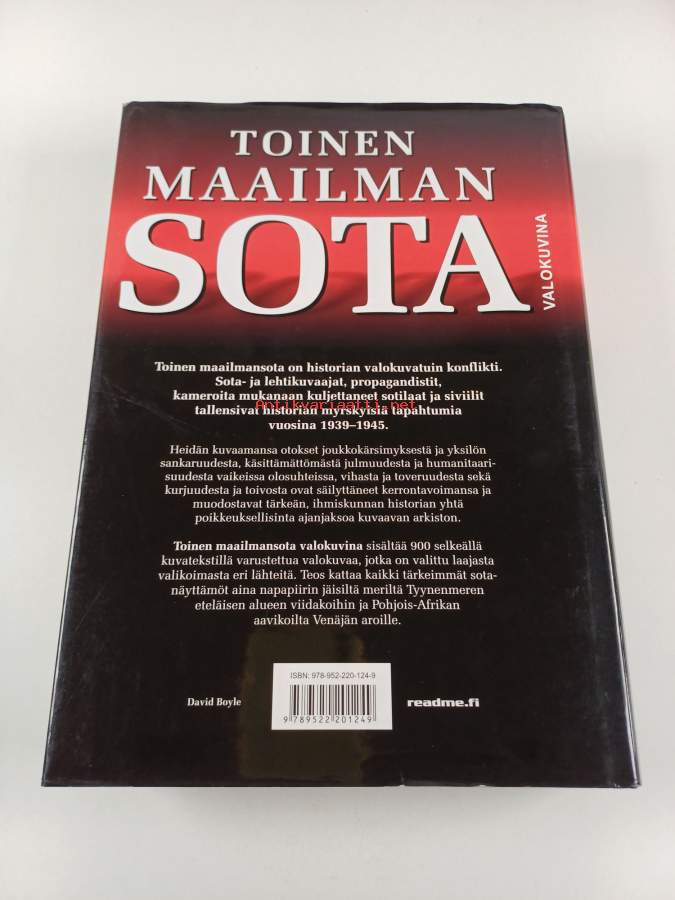 TOINEN
MAAILMAN
SOTA
VALOKUVINA
Toinen maailmansota on historian valokuvatuin konflikti.
Sota- ja lehtikuvaajat, propagandistit,
kameroita mukanaan kuljettaneet sotilaat ja siviilit
Antikvariaatti.net
tallensivat historian myrskyisiä tapahtumia
vuosina 1939–1945.
Heidän kuvaamansa otokset joukkokärsimyksestä ja yksilön
sankaruudesta, käsittämättömästä julmuudesta ja humanitaari-
suudesta vaikeissa olosuhteissa, vihasta ja toveruudesta sekä
kurjuudesta ja toivosta ovat säilyttäneet kerrontavoimansa ja
muodostavat tärkeän, ihmiskunnan historian yhtä
poikkeuksellisinta ajanjaksoa kuvaavan arkiston.
Toinen maailmansota valokuvina sisältää 900 selkeällä
kuvatekstillä varustettua valokuvaa, jotka on valittu laajasta
valikoimasta eri lähteitä. Teos kattaa kaikki tärkeimmät sota-
näyttämöt aina napapiirin jäisiltä meriltä Tyynenmeren
eteläisen alueen viidakoihin ja Pohjois-Afrikan
aavikoilta Venäjän aroille.
ISBN: 978-952-220-124-9
David Boyle
readme.fi
9 789522 201249